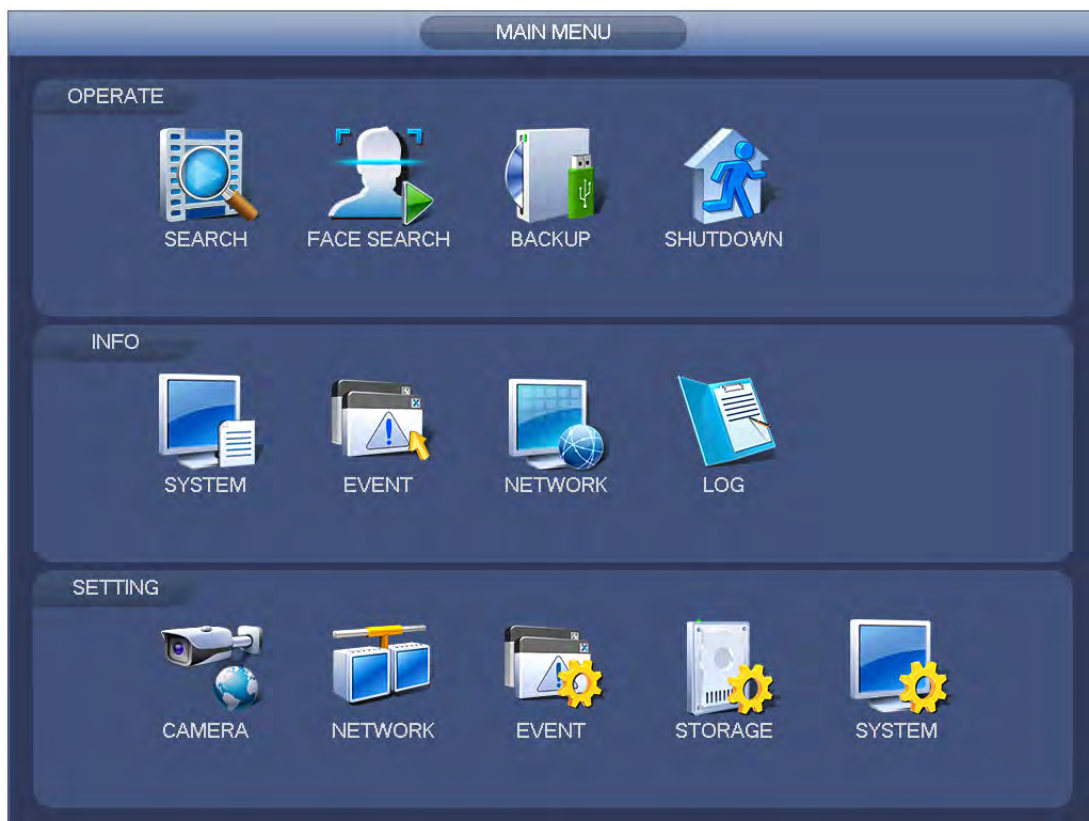 MAIN MENU
OPERATE
SEARCH FACE SEARCH BACKUP SHUTDOWN
INFO
SYSTEM EVENT NETWORK LOG
SETTING
CAMERA NETWORK EVENT STORAGE SYSTEM